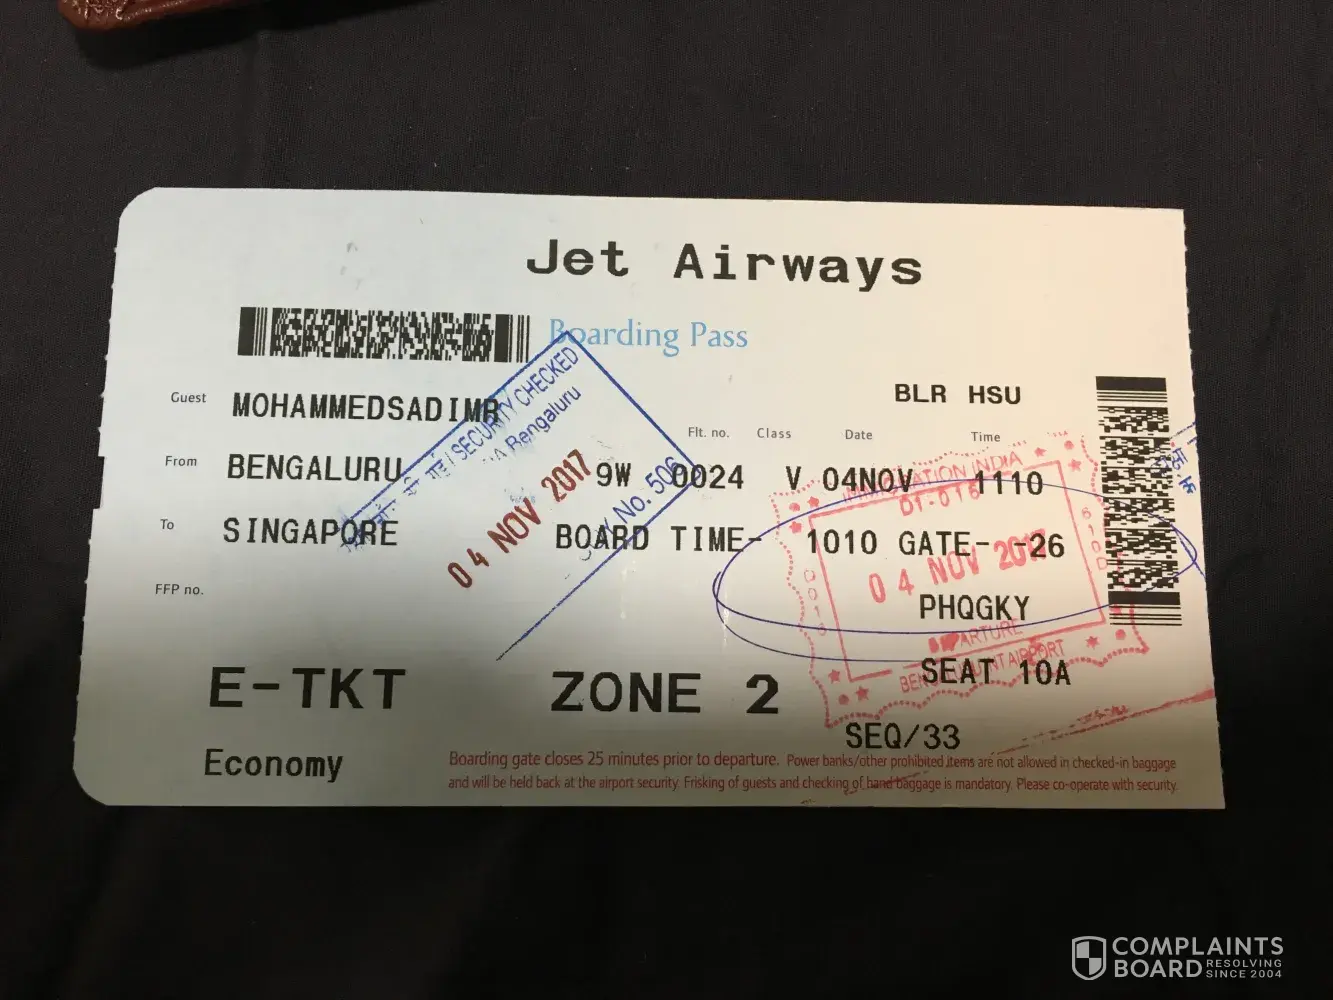 Jet Airways
Boarding Pass
Guest MOHAMMEDSADIMR
BLR HSU
Flt. no. Class Date Time
From BENGALURU 9W 0024 V 04NOV 1110
To SINGAPORE BOARD TIME- 1010 GATE- -26
FFP no.
PHQGKY
SEAT 10A
E-TKT ZONE 2
SEQ/33
Economy
Boarding gate closes 25 minutes prior to departure. Power banks/other prohibited items are not allowed in checked-in baggage
and will be held back at the airport security. Frisking of guests and checking of hand baggage is mandatory. Please co-operate with security.
SECURITY CHECKED
Bengaluru
04 NOV 2017
No. 506
IMMIGRATION INDIA
04 NOV 2017
DEPARTURE
AIRPORT
COMPLAINTS
BOARD RESOLVING
SINCE 2004